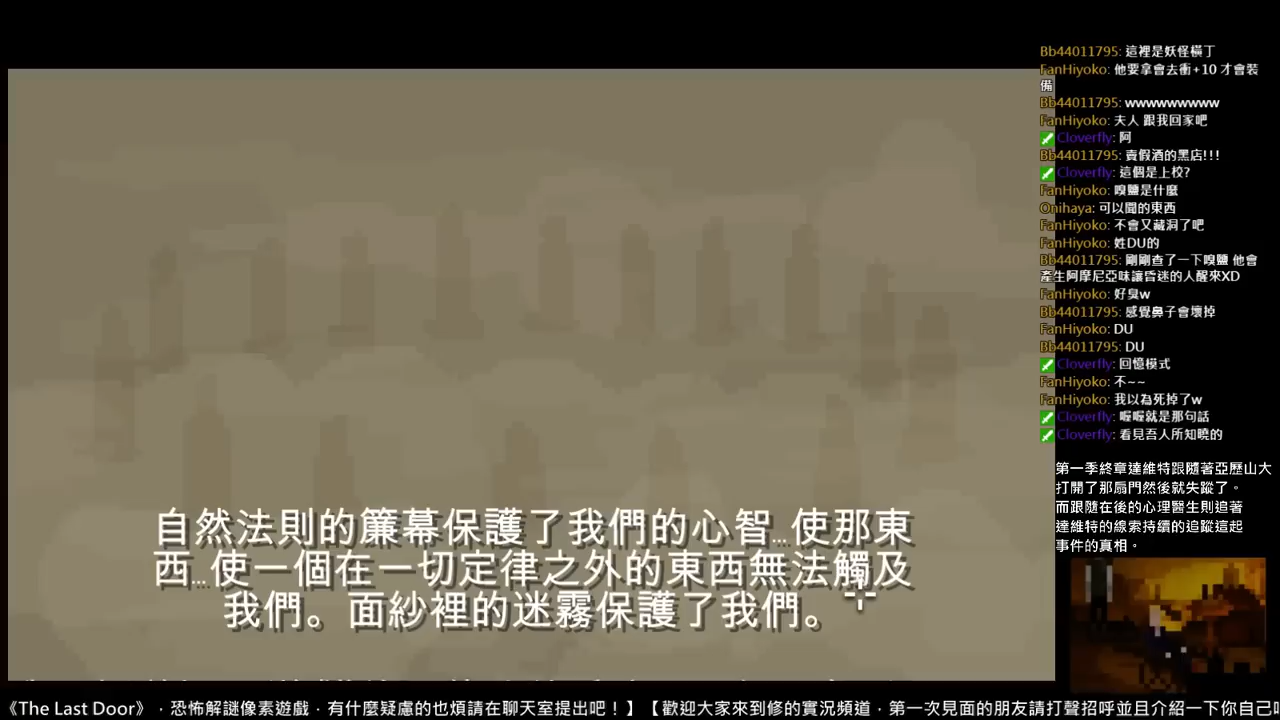 自然法則的簾幕保護了我們的心智...使那東
西...使一個在一切定律之外的東西無法觸及
我們。面紗裡的迷霧保護了我們。
Bb44011795: 這裡是妖怪橫丁
FanHiyoko: 他要拿會去衝+10 才會裝
備
Bb44011795: wwwwwwwww
FanHiyoko: 夫人 跟我回家吧
Cloverfly: 阿
Bb44011795: 賣假酒的黑店!!!
Cloverfly: 這個是上校?
FanHiyoko: 嗅鹽是什麼
Onihaya: 可以聞的東西
FanHiyoko: 不會又藏洞了吧
FanHiyoko: 姓DU的
Bb44011795: 剛剛查了一下嗅鹽 他會
產生阿摩尼亞味讓昏迷的人醒來XD
FanHiyoko: 好臭w
Bb44011795: 感覺鼻子會壞掉
FanHiyoko: DU
Bb44011795: DU
Cloverfly: 回憶模式
FanHiyoko: 不~~
FanHiyoko: 我以為死掉了w
Cloverfly: 喔喔就是那句話
Cloverfly: 看見吾人所知曉的
第一季終章達維特跟隨著亞歷山大
打開了那扇門然後就失蹤了。
而跟隨在後的心理醫生則追著
達維特的線索持續的追蹤這起
事件的真相。
《The Last Door》﹐恐怖解謎像素遊戲﹒有什麼疑慮的也煩請在聊天室提出吧！】【歡迎大家來到修的實況頻道﹐第一次見面的朋友請打聲招呼並且介紹一下你自己